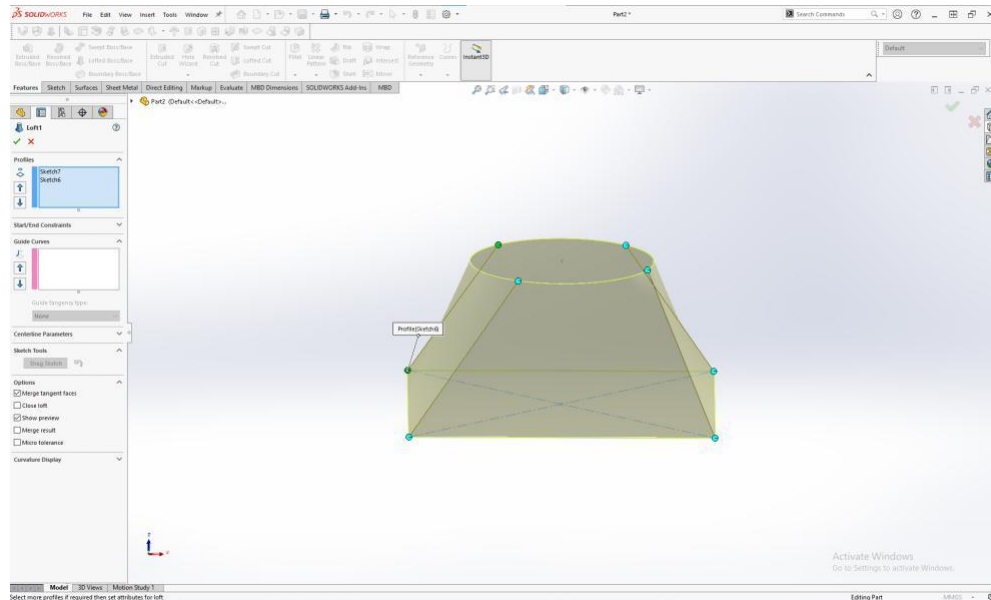 SOLIDWORKS File Edit View Insert Tools Window
Part2 *
Search Commands
Extruded Boss/Base
Revolved Boss/Base
Swept Boss/Base
Lofted Boss/Base
Boundary Boss/Base
Extruded Cut
Hole Wizard
Revolved Cut
Swept Cut
Lofted Cut
Boundary Cut
Fillet
Linear Pattern
Rib
Draft
Shell
Wrap
Intersect
Mirror
Reference Geometry
Curves
Instant3D
Default
Features Sketch Surfaces Sheet Metal Direct Editing Markup Evaluate MBD Dimensions SOLIDWORKS Add-Ins MBD
Part2 (Default<<Default>...
Loft1
Profiles
Sketch7
Sketch6
Start/End Constraints
Guide Curves
Guide tangency type:
None
Centerline Parameters
Sketch Tools
Drag Sketch
Options
Merge tangent faces
Close loft
Show preview
Merge result
Micro tolerance
Curvature Display
Profile(Sketch6)
Activate Windows
Go to Settings to activate Windows.
Model 3D Views Motion Study 1
Select more profiles if required then set attributes for loft
Editing Part
MMGS